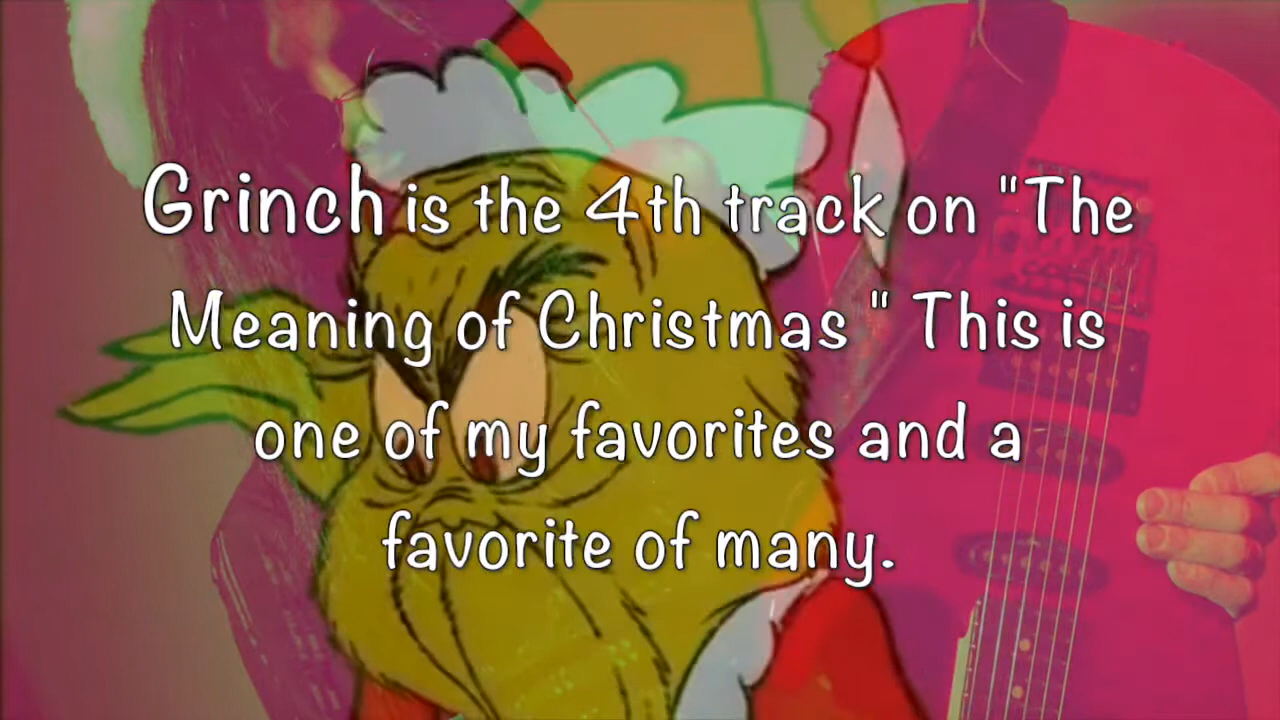 Grinch is the 4th track on "The
Meaning of Christmas " This is
one of my favorites and a
favorite of many.